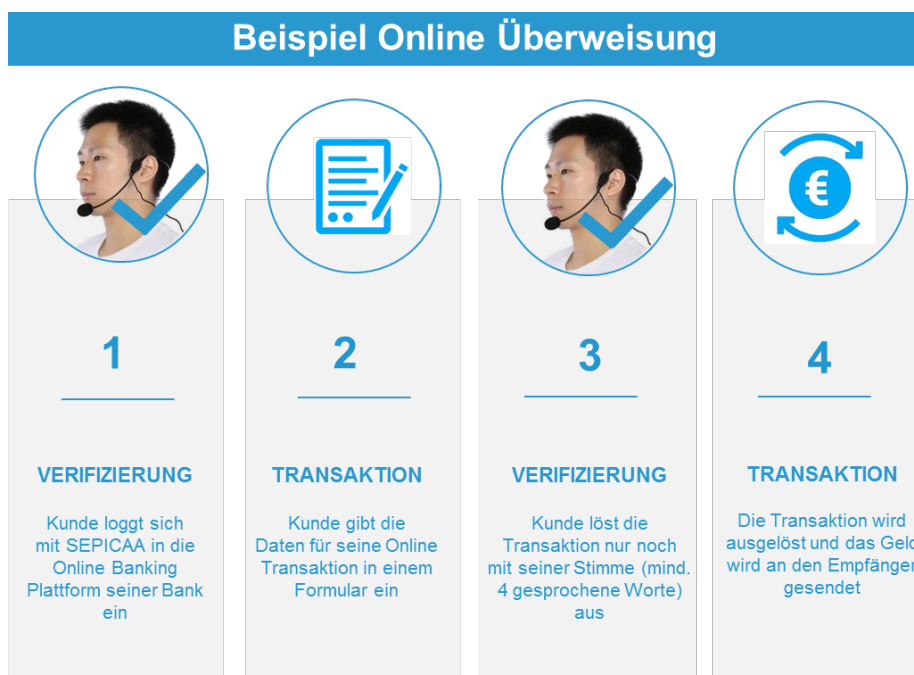 Beispiel Online Überweisung
1
VERIFIZIERUNG
Kunde loggt sich
mit SEPICAA in die
Online Banking
Plattform seiner Bank
ein
2
TRANSAKTION
Kunde gibt die
Daten für seine Online
Transaktion in einem
Formular ein
3
VERIFIZIERUNG
Kunde löst die
Transaktion nur noch
mit seiner Stimme (mind.
4 gesprochene Worte)
aus
4
TRANSAKTION
Die Transaktion wird
ausgelöst und das Geld
wird an den Empfänger
gesendet